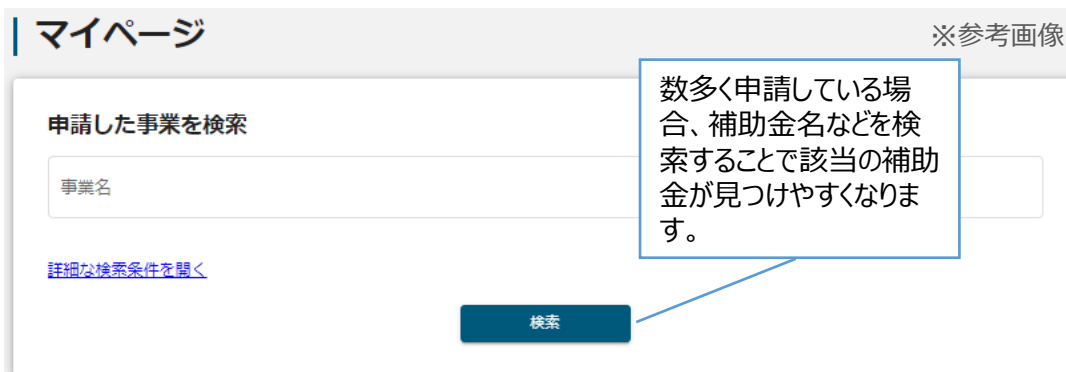 マイページ
※参考画像
数多く申請している場
合、補助金名などを検
索することで該当の補助
金が見つけやすくなりま
す。
申請した事業を検索
事業名
詳細な検索条件を開く
検索